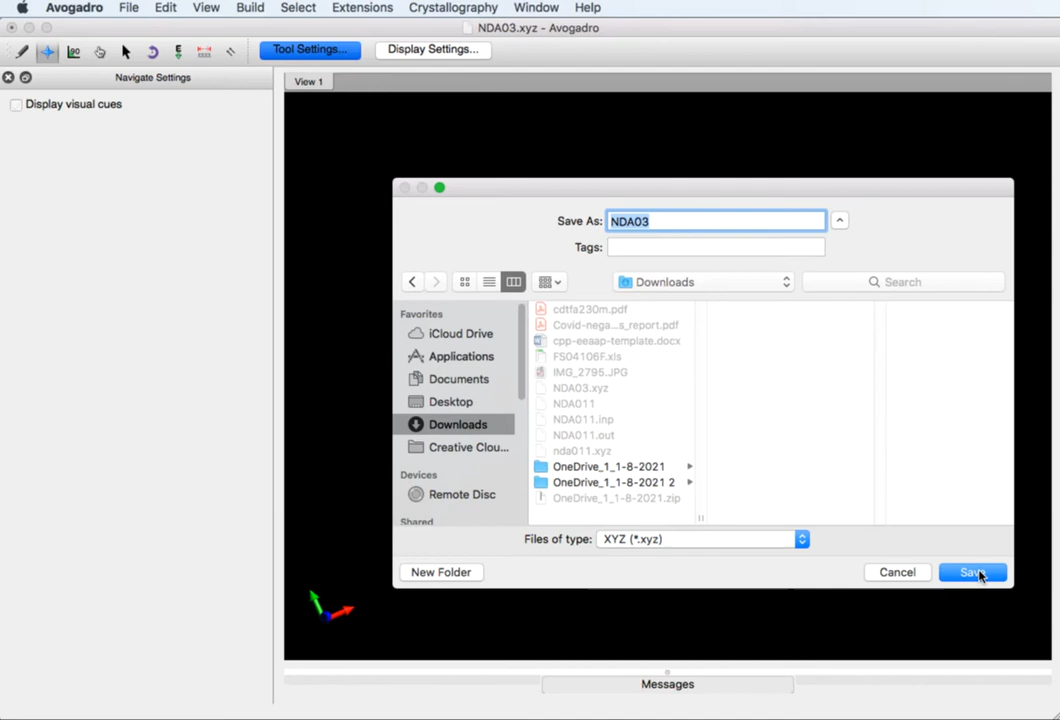 Avogadro File Edit View Build Select Extensions Crystallography Window Help
NDA03.xyz - Avogadro
Tool Settings... Display Settings...
Navigate Settings
View 1
Display visual cues
Save As: NDA03
Tags:
Downloads
Search
Favorites
iCloud Drive
Applications
Documents
Desktop
Downloads
Creative Clou...
Devices
Remote Disc
Shared
cdtfa230m.pdf
Covid-nega...s_report.pdf
cpp-eeaap-template.docx
FS04106F.xls
IMG_2795.JPG
NDA03.xyz
NDA011
NDA011.inp
NDA011.out
nda011.xyz
OneDrive_1_1-8-2021
OneDrive_1_1-8-2021 2
OneDrive_1_1-8-2021.zip
Files of type: XYZ (*.xyz)
New Folder Cancel Save
Messages